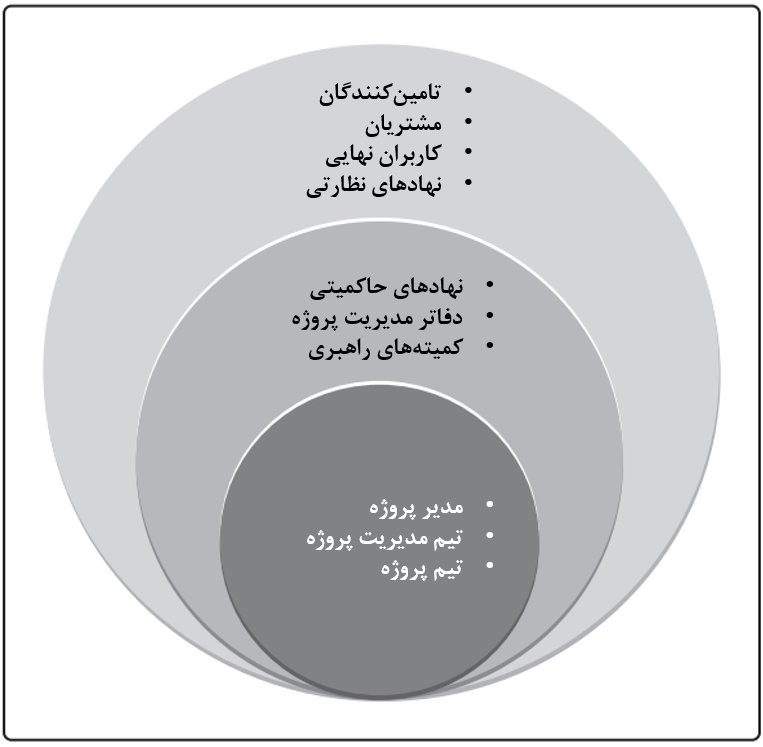 • تامین‌کنندگان
• مشتریان
• کاربران نهایی
• نهادهای نظارتی
• نهادهای حاکمیتی
• دفاتر مدیریت پروژه
• کمیته‌های راهبری
• مدیر پروژه
• تیم مدیریت پروژه
• تیم پروژه